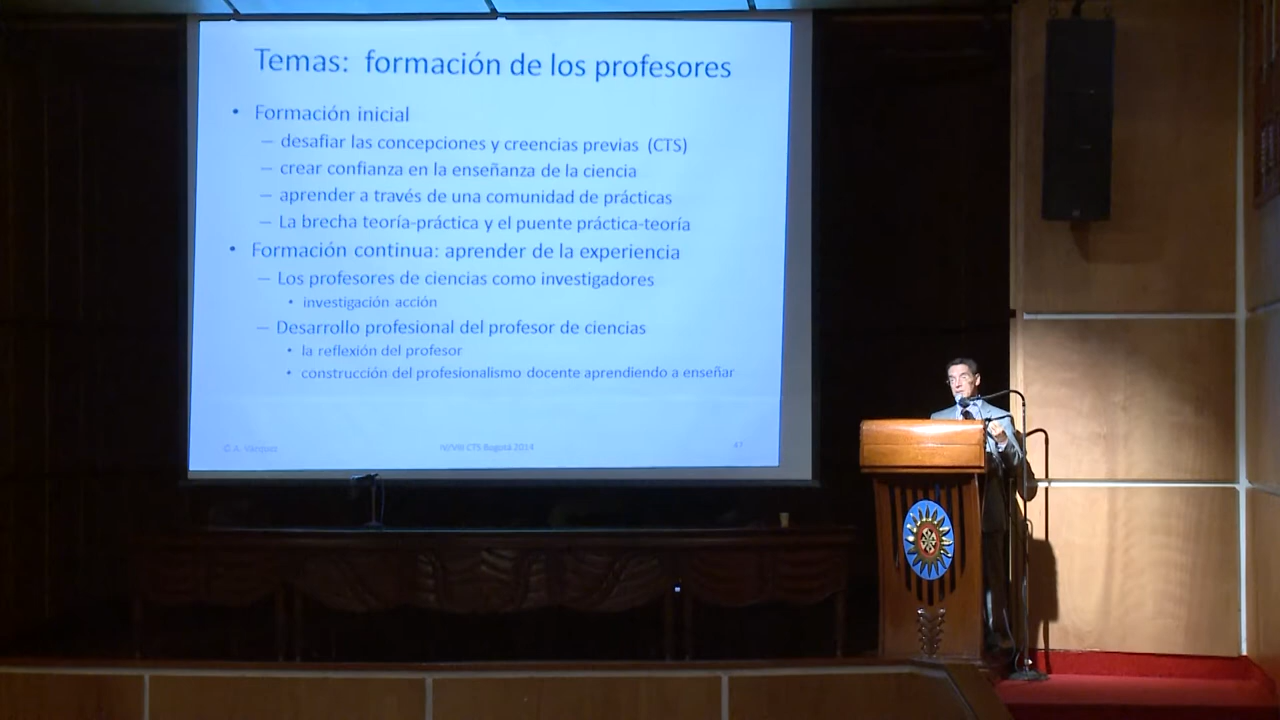 Temas: formación de los profesores
• Formación inicial
– desafiar las concepciones y creencias previas (CTS)
– crear confianza en la enseñanza de la ciencia
– aprender a través de una comunidad de prácticas
– La brecha teoría-práctica y el puente práctica-teoría
• Formación continua: aprender de la experiencia
– Los profesores de ciencias como investigadores
• investigación acción
– Desarrollo profesional del profesor de ciencias
• la reflexión del profesor
• construcción del profesionalismo docente aprendiendo a enseñar
© A. Vázquez CTS Bogotá 2014 47